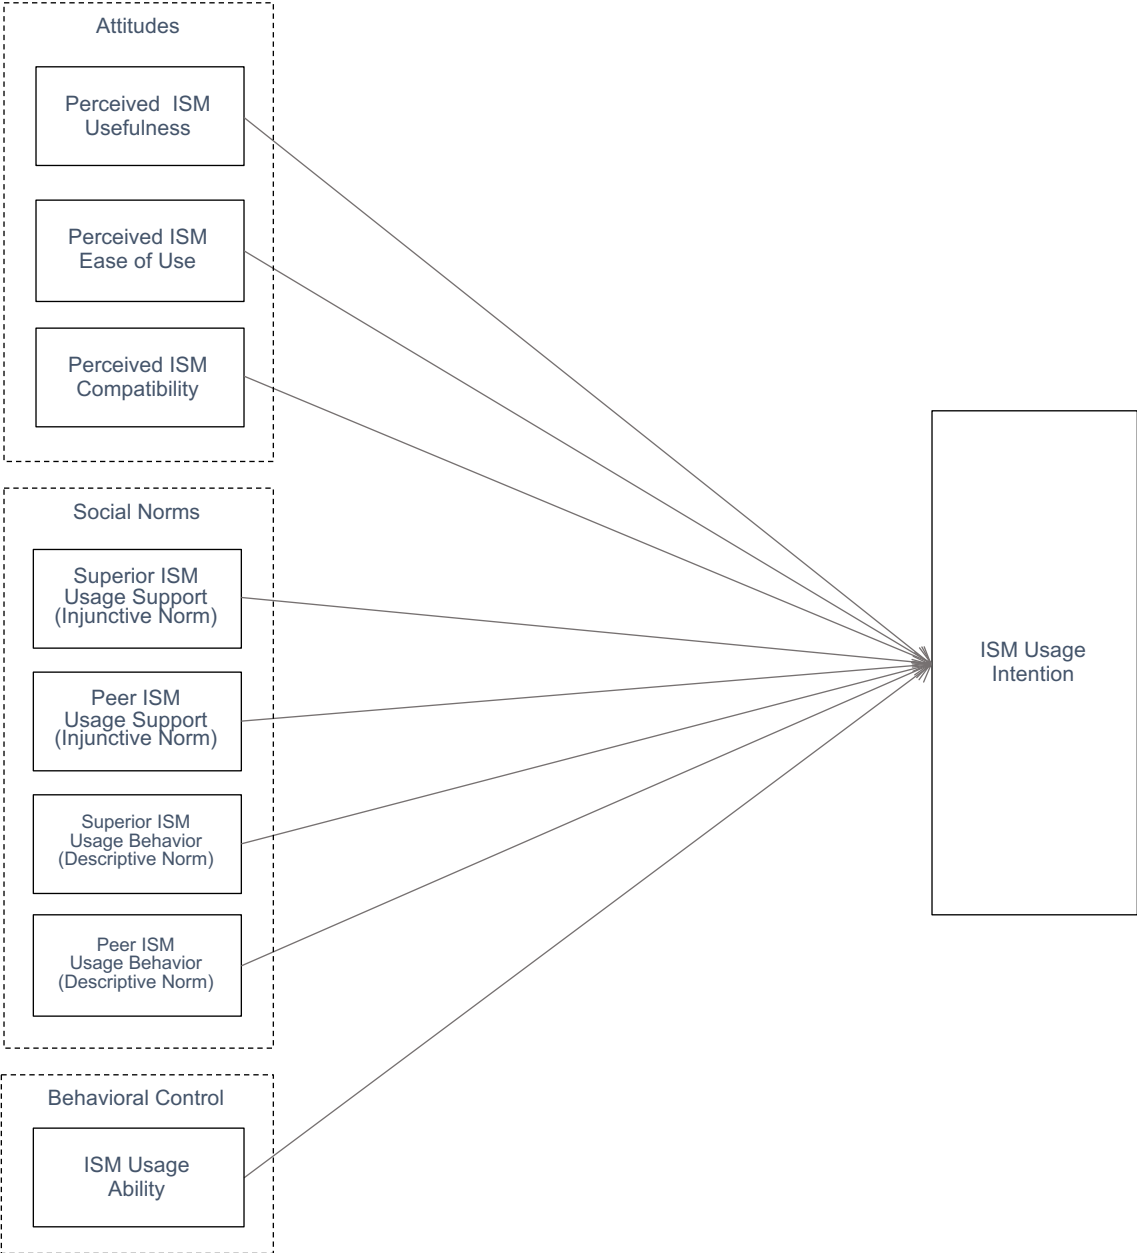 Attitudes
Perceived ISM
Usefulness
Perceived ISM
Ease of Use
Perceived ISM
Compatibility
Social Norms
Superior ISM
Usage Support
(Injunctive Norm)
Peer ISM
Usage Support
(Injunctive Norm)
Superior ISM
Usage Behavior
(Descriptive Norm)
Peer ISM
Usage Behavior
(Descriptive Norm)
Behavioral Control
ISM Usage
Ability
ISM Usage
Intention